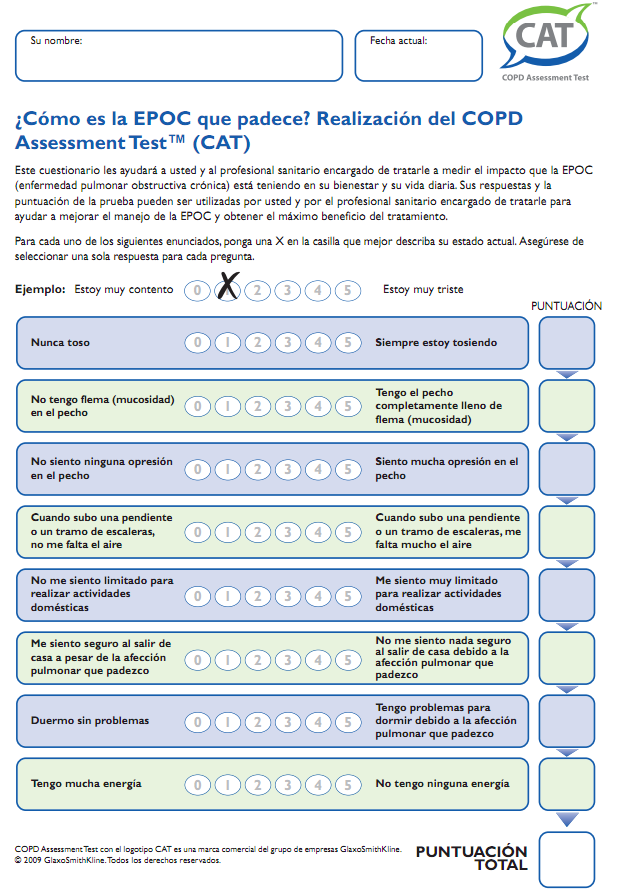 Su nombre:
Fecha actual:
CAT
COPD Assessment Test
¿Cómo es la EPOC que padece? Realización del COPD
Assessment Test™ (CAT)
Este cuestionario les ayudará a usted y al profesional sanitario encargado de tratarle a medir el impacto que la EPOC
(enfermedad pulmonar obstructiva crónica) está teniendo en su bienestar y su vida diaria. Sus respuestas y la
puntuación de la prueba pueden ser utilizadas por usted y por el profesional sanitario encargado de tratarle para
ayudar a mejorar el manejo de la EPOC y obtener el máximo beneficio del tratamiento.
Para cada uno de los siguientes enunciados, ponga una X en la casilla que mejor describa su estado actual. Asegúrese de
seleccionar una sola respuesta para cada pregunta.
Ejemplo: Estoy muy contento 0 X 2 3 4 5 Estoy muy triste
PUNTUACIÓN
Nunca toso 0 1 2 3 4 5 Siempre estoy tosiendo
No tengo flema (mucosidad)
en el pecho
0 1 2 3 4 5
Tengo el pecho
completamente lleno de
flema (mucosidad)
No siento ninguna opresión
en el pecho
0 1 2 3 4 5
Siento mucha opresión en el
pecho
Cuando subo una pendiente
o un tramo de escaleras,
no me falta el aire
0 1 2 3 4 5
Cuando subo una pendiente
o un tramo de escaleras, me
falta mucho el aire
No me siento limitado para
realizar actividades
domésticas
0 1 2 3 4 5
Me siento muy limitado
para realizar actividades
domésticas
Me siento seguro al salir de
casa a pesar de la afección
pulmonar que padezco
0 1 2 3 4 5
No me siento nada seguro
al salir de casa debido a la
afección pulmonar que
padezco
Duermo sin problemas
0 1 2 3 4 5
Tengo problemas para
dormir debido a la afección
pulmonar que padezco
Tengo mucha energía 0 1 2 3 4 5 No tengo ninguna energía
COPD Assessment Test con el logotipo CAT es una marca comercial del grupo de empresas GlaxoSmithKline.
© 2009 GlaxoSmithKline. Todos los derechos reservados.
PUNTUACIÓN
TOTAL